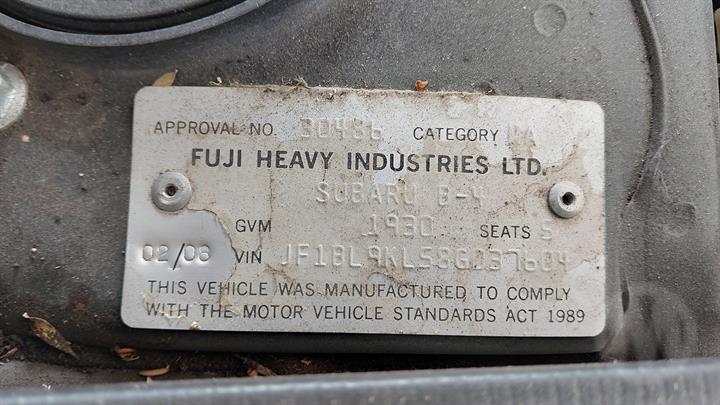 APPROVAL NO. 30486 CATEGORY MA
FUJI HEAVY INDUSTRIES LTD.
SUBARU B-4
GVM 1930 SEATS 5
02/08 VIN JF1BL9KL58G037604
THIS VEHICLE WAS MANUFACTURED TO COMPLY
WITH THE MOTOR VEHICLE STANDARDS ACT 1989